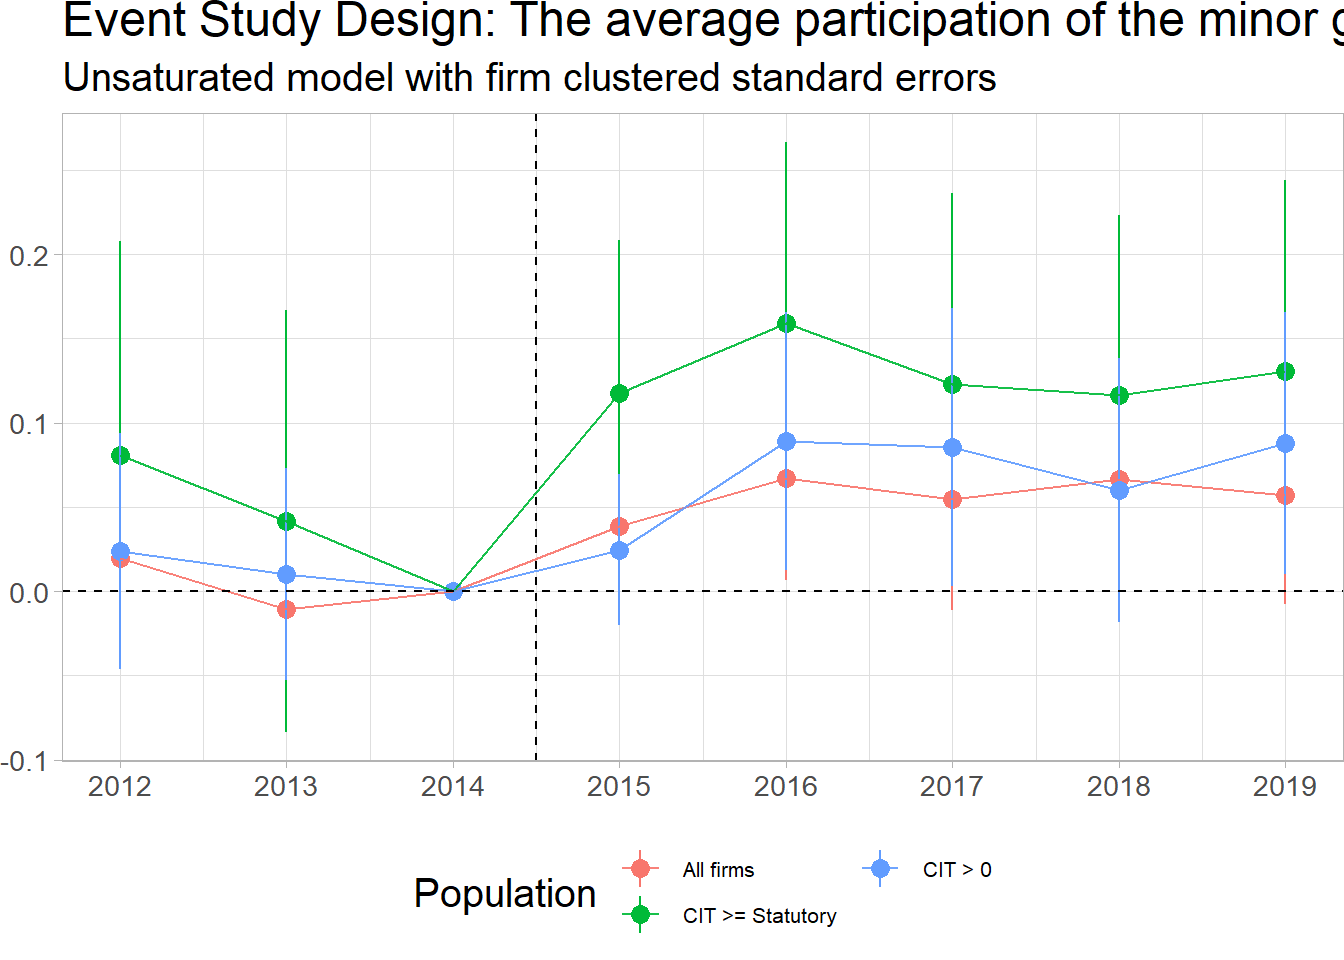 Event Study Design: The average participation of the minor
Unsaturated model with firm clustered standard errors
0.2
0.1
0.0
-0.1
2012 2013 2014 2015 2016 2017 2018 2019
Population
All firms
CIT > 0
CIT >= Statutory